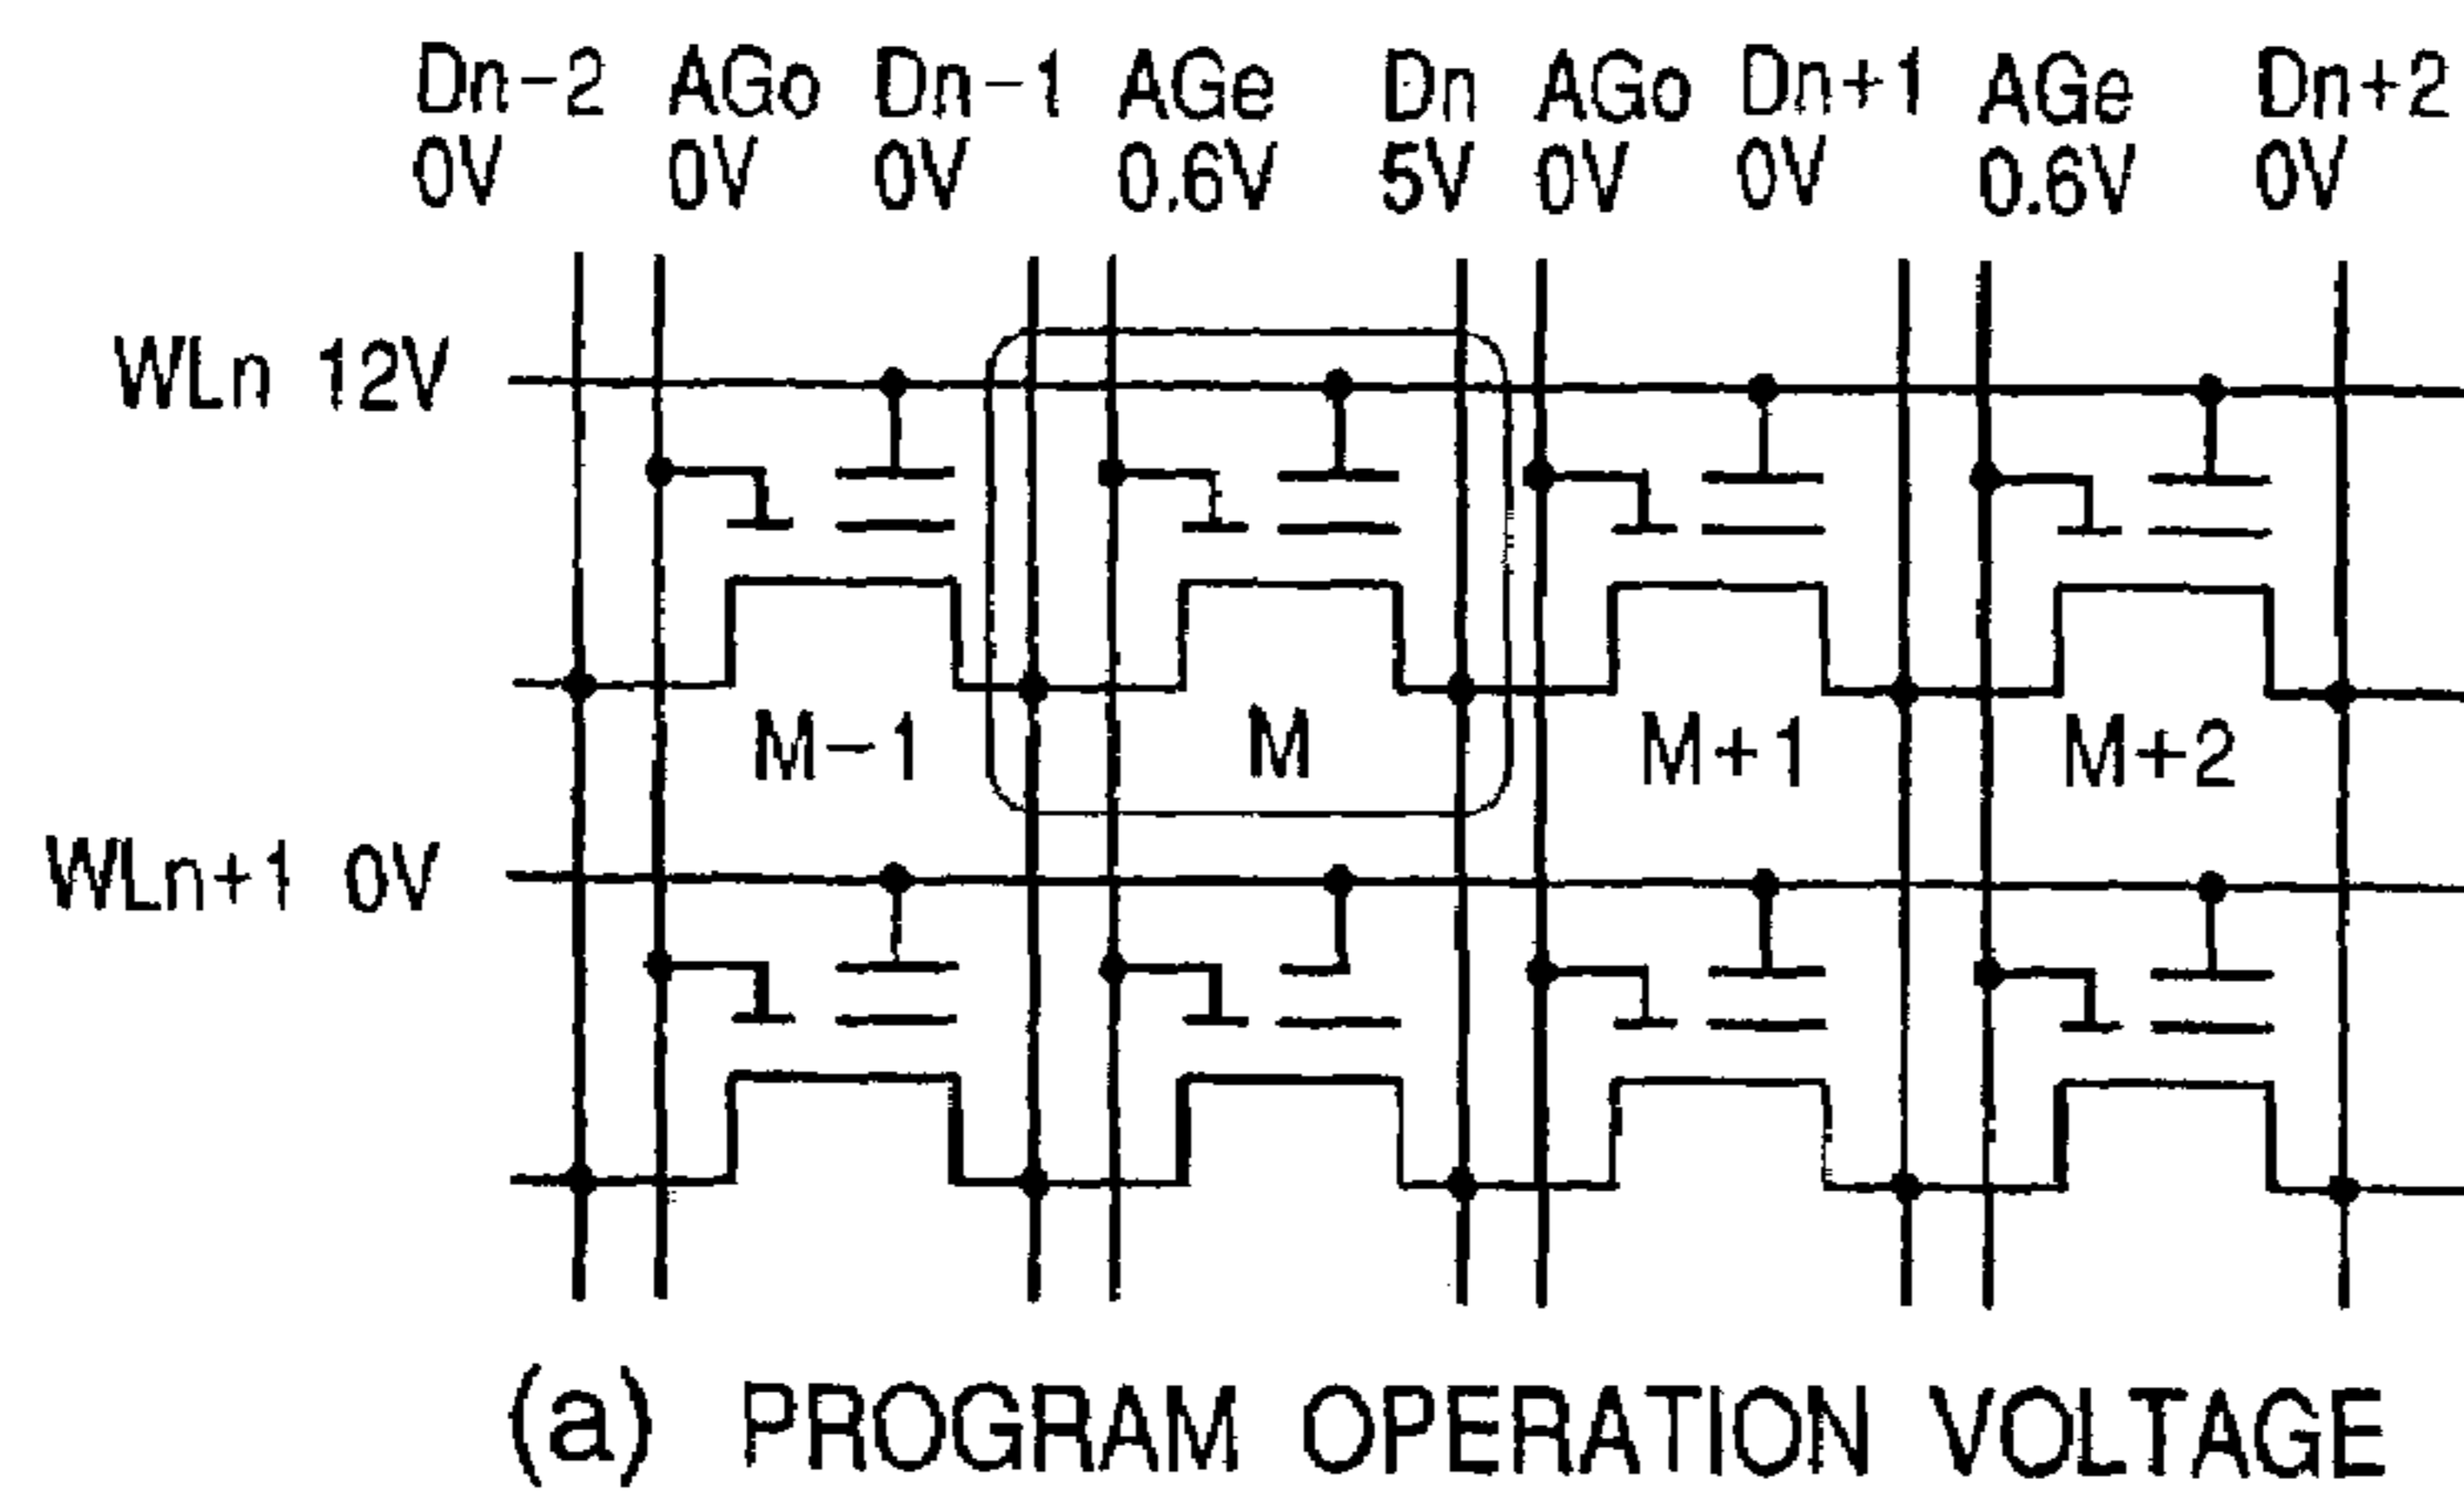 Dn-2 AGo Dn-1 AGe Dn AGo Dn+1 AGe Dn+2
0V 0V 0V 0.6V 5V 0V 0V 0.6V 0V
WLn 12V
M-1 M M+1 M+2
WLn+1 0V
(a) PROGRAM OPERATION VOLTAGE